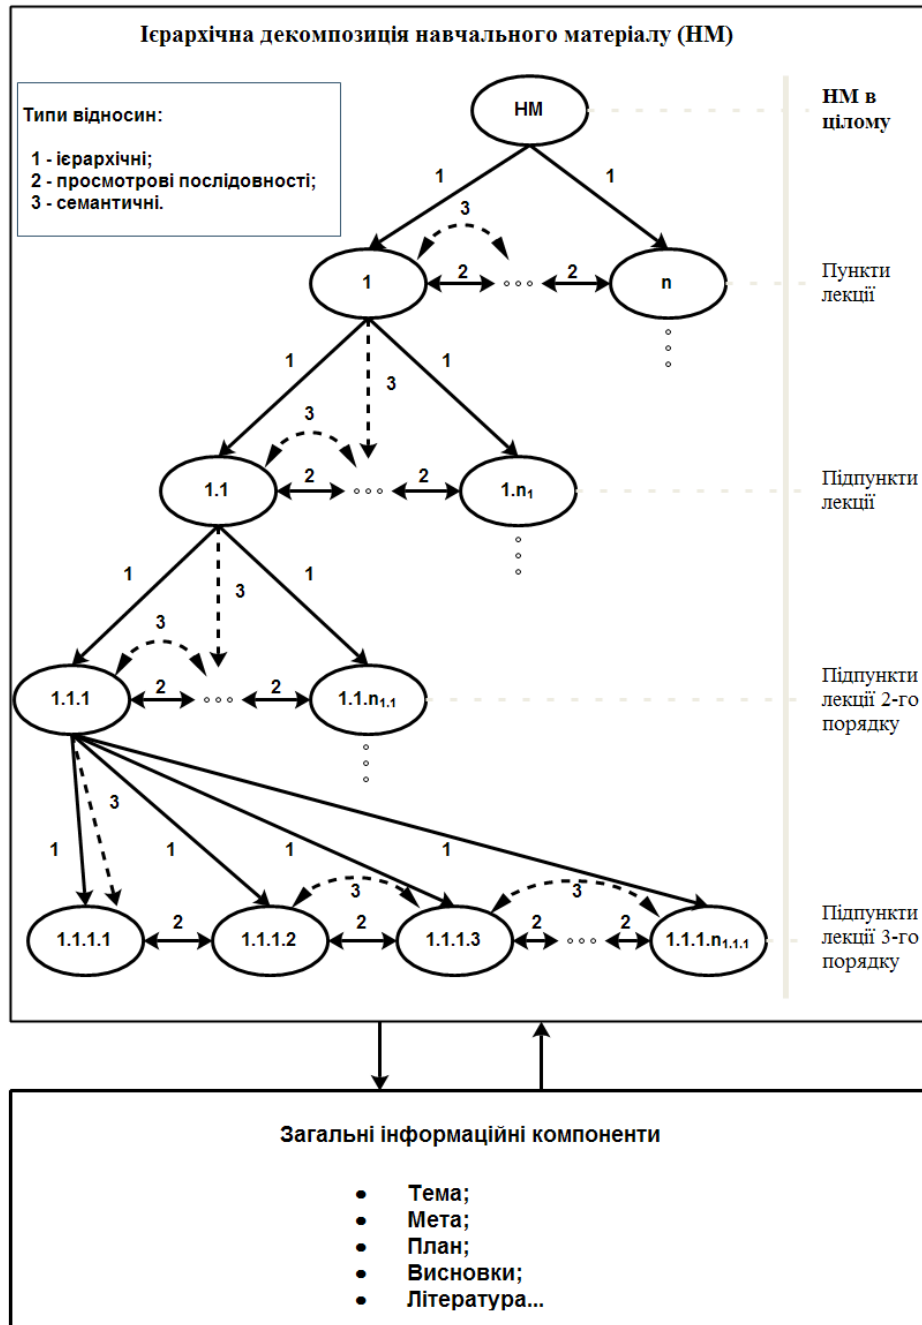 Ієрархічна декомпозиція навчального матеріалу (НМ)
Типи відносин:
1 - ієрархічні;
2 - просмотрові послідовності;
3 - семантичні.
НМ
НМ в
цілому
1
1
3
1
2
2
n
Пункти
лекції
1
3
1
3
1.1
2
2
1.n₁
Підпункти
лекції
1
3
1
3
1.1.1
2
2
1.1.n₁.₁
Підпункти
лекції 2-го
порядку
1
3
1
1
1
3
3
1.1.1.1
2
1.1.1.2
2
1.1.1.3
2
2
1.1.1.n₁.₁.₁
Підпункти
лекції 3-го
порядку
Загальні інформаційні компоненти
• Тема;
• Мета;
• План;
• Висновки;
• Література...